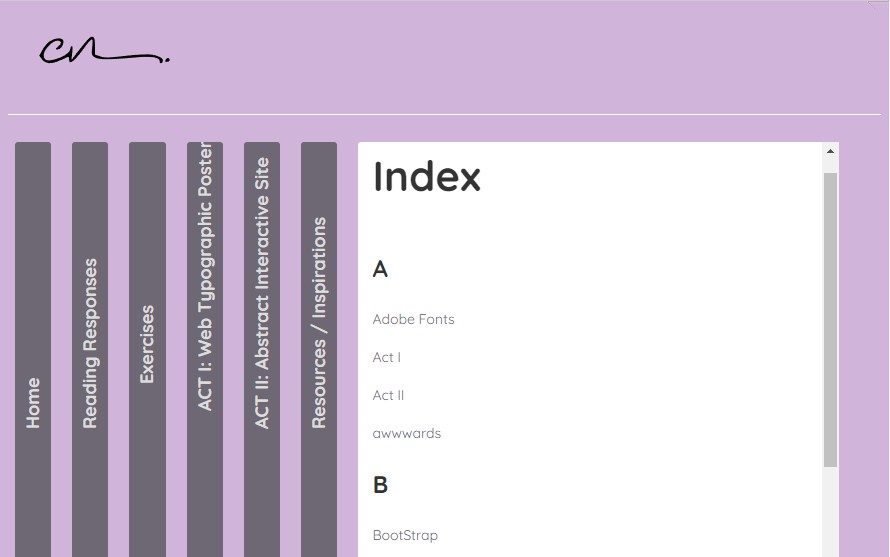 cn.
Home
Reading Responses
Exercises
ACT I: Web Typographic Poster
ACT II: Abstract Interactive Site
Resources / Inspirations
Index
A
Adobe Fonts
Act I
Act II
awwwards
B
BootStrap